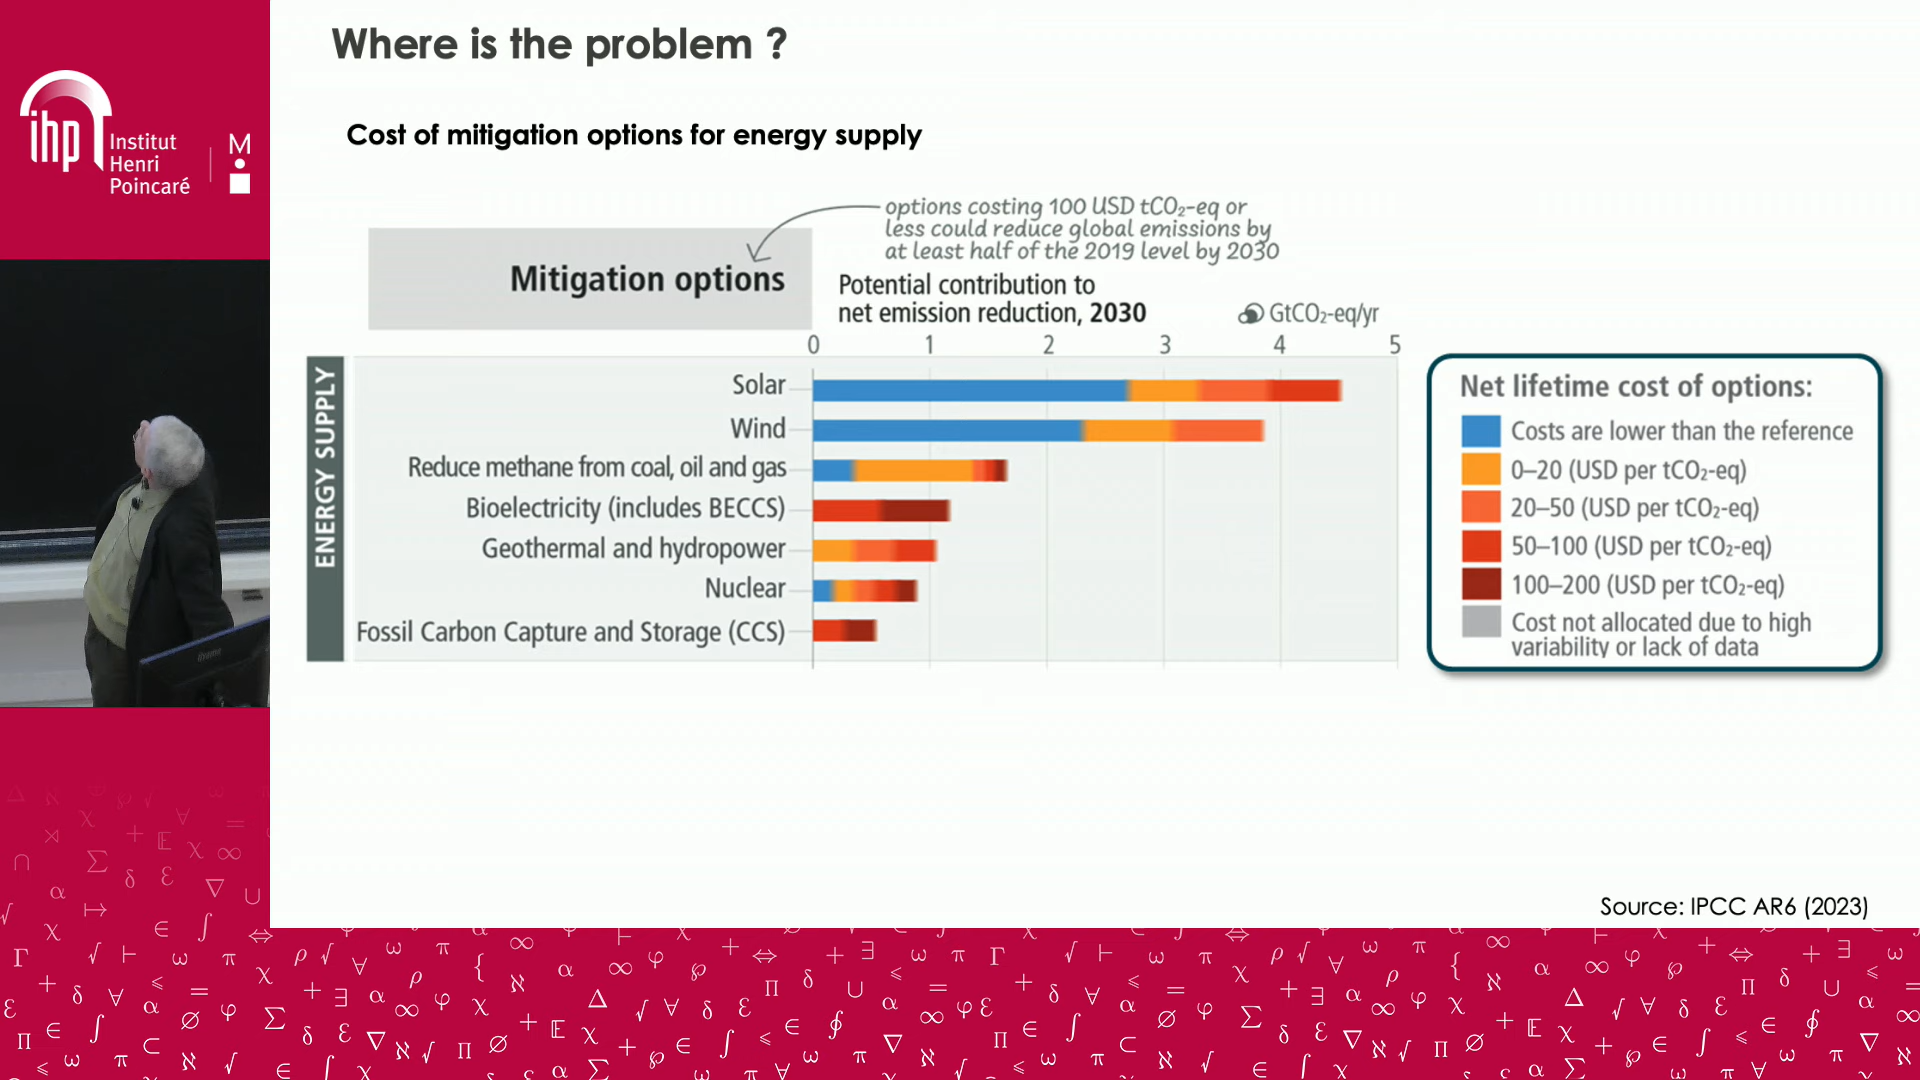 Where is the problem ?
ihp
Institut
Henri
Poincaré
M
Cost of mitigation options for energy supply
options costing 100 USD tCO₂-eq or
less could reduce global emissions by
at least half of the 2019 level by 2030
Mitigation options
Potential contribution to
net emission reduction, 2030
GtCO₂-eq/yr
0 1 2 3 4 5
ENERGY SUPPLY
Solar
Wind
Reduce methane from coal, oil and gas
Bioelectricity (includes BECCS)
Geothermal and hydropower
Nuclear
Fossil Carbon Capture and Storage (CCS)
Net lifetime cost of options:
Costs are lower than the reference
0–20 (USD per tCO₂-eq)
20–50 (USD per tCO₂-eq)
50–100 (USD per tCO₂-eq)
100–200 (USD per tCO₂-eq)
Cost not allocated due to high
variability or lack of data
Source: IPCC AR6 (2023)